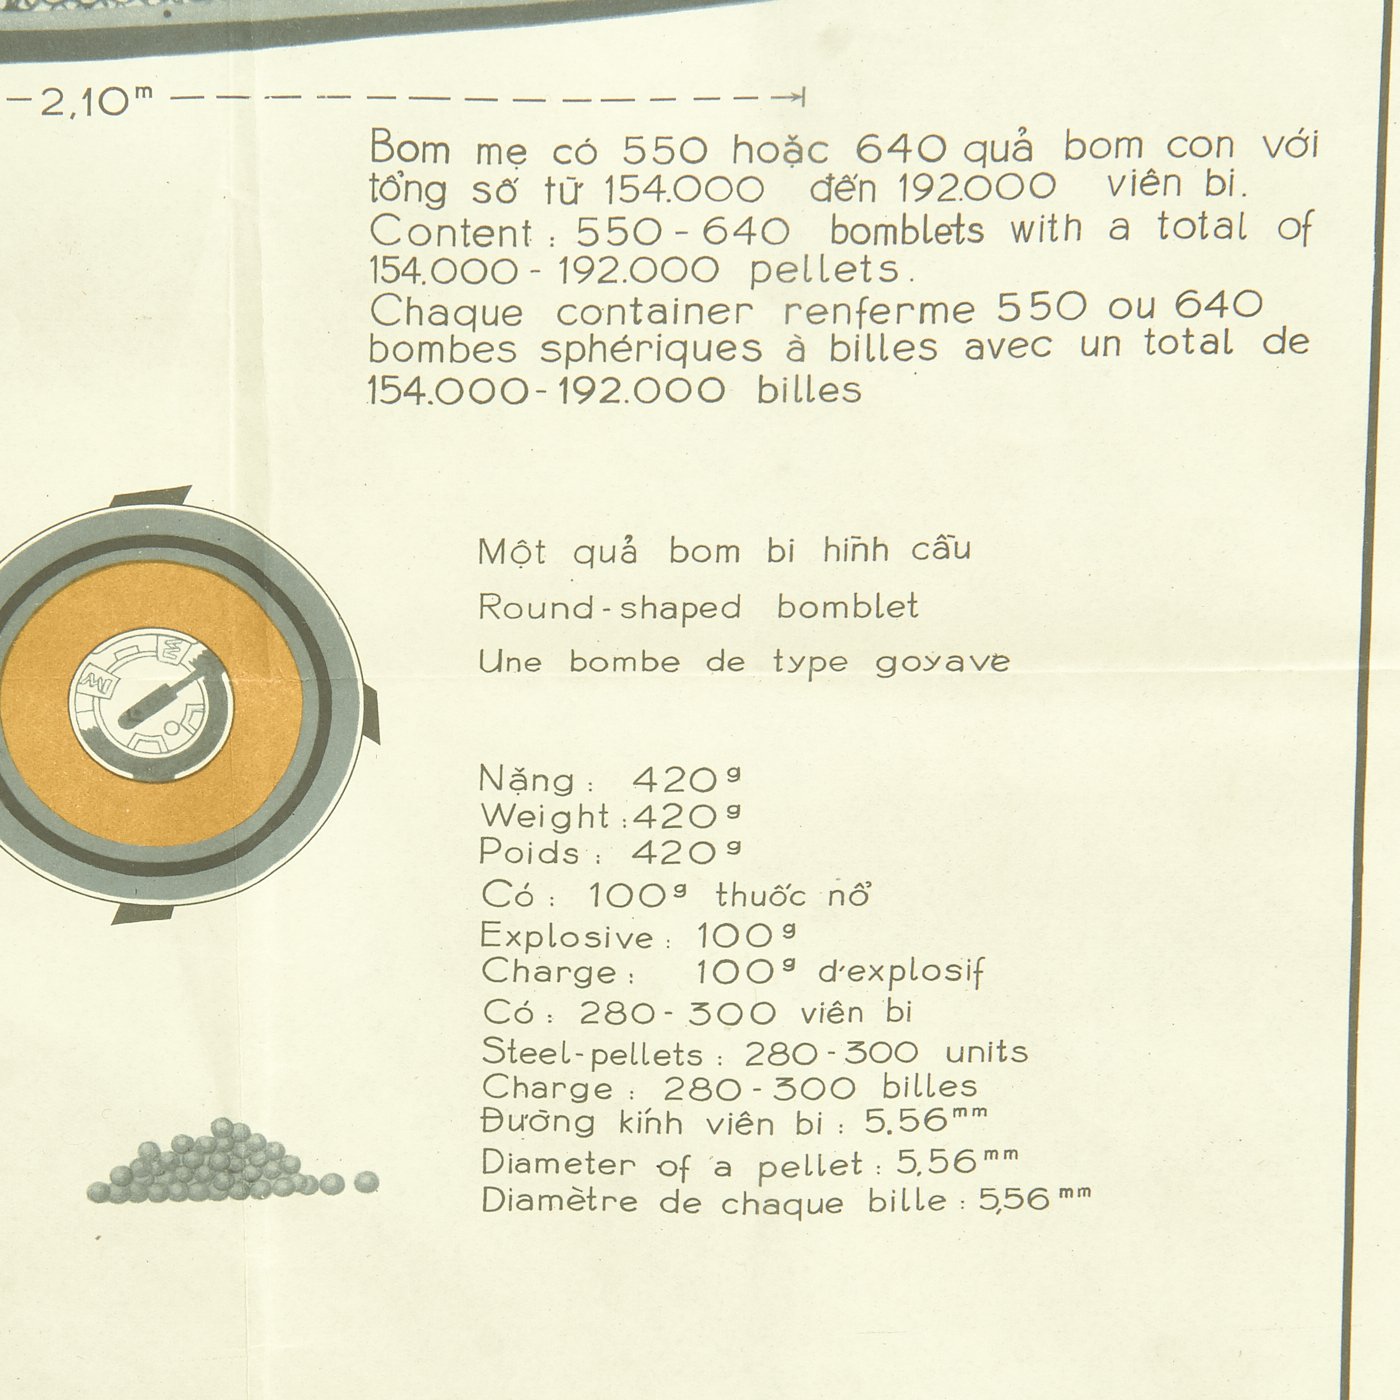 2,10m
Bom mẹ có 550 hoặc 640 quả bom con với
tổng số từ 154.000 đến 192.000 viên bi.
Content : 550 - 640 bomblets with a total of
154.000 - 192.000 pellets.
Chaque container renferme 550 ou 640
bombes sphériques à billes avec un total de
154.000-192.000 billes
Một quả bom bi hình cầu
Round-shaped bomblet
Une bombe de type goyave
Nặng : 420g
Weight : 420g
Poids : 420g
Có : 100g thuốc nổ
Explosive : 100g
Charge : 100g d'explosif
Có : 280 - 300 viên bi
Steel-pellets : 280-300 units
Charge : 280 - 300 billes
Đường kính viên bi : 5.56mm
Diameter of a pellet : 5,56mm
Diamètre de chaque bille : 5,56mm